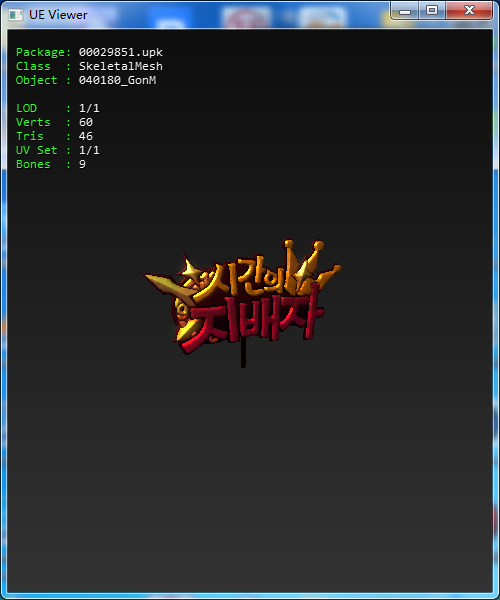 UE Viewer
Package: 00029851.upk
Class : SkeletalMesh
Object : 040180_GonM
LOD : 1/1
Verts : 60
Tris : 46
UV Set : 1/1
Bones : 9
시간의
지배자